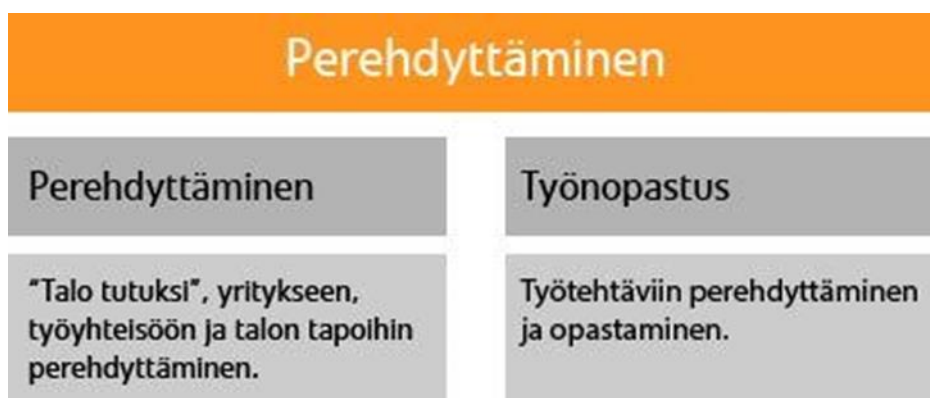 Perehdyttäminen
Perehdyttäminen
"Talo tutuksi", yritykseen,
työyhteisöön ja talon tapoihin
perehdyttäminen.
Työnopastus
Työtehtäviin perehdyttäminen
ja opastaminen.